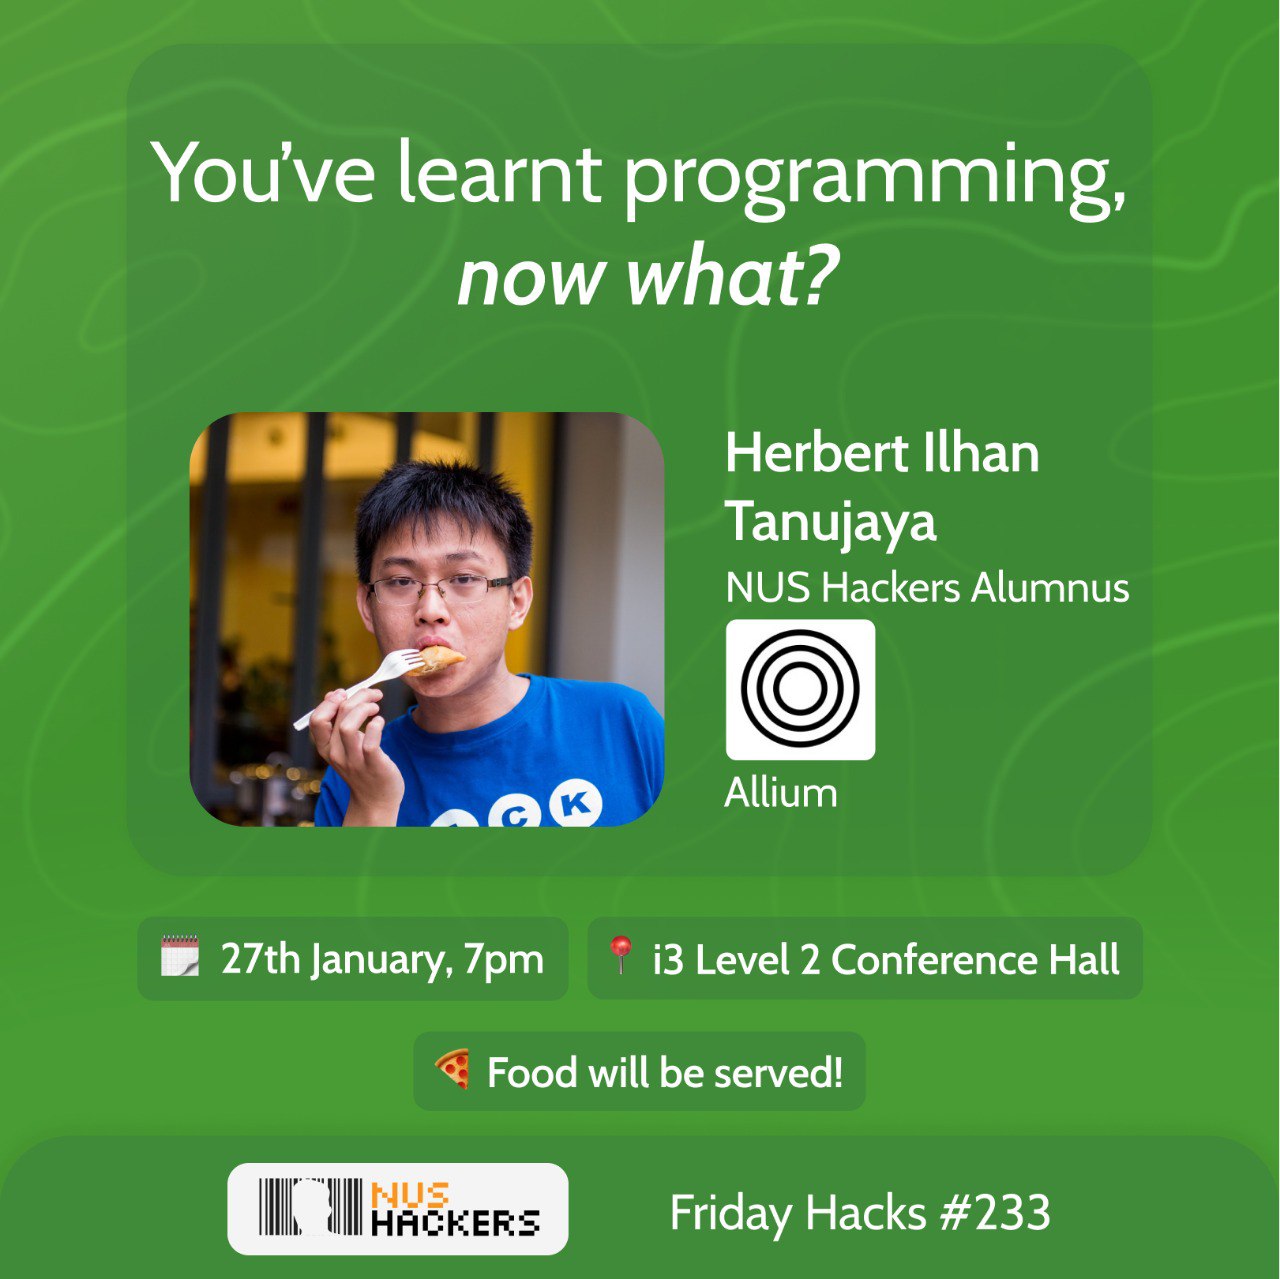 You've learnt programming,
now what?
Herbert Ilhan
Tanujaya
NUS Hackers Alumnus
Allium
CK
27th January, 7pm
i3 Level 2 Conference Hall
Food will be served!
NUS
HACKERS
Friday Hacks #233